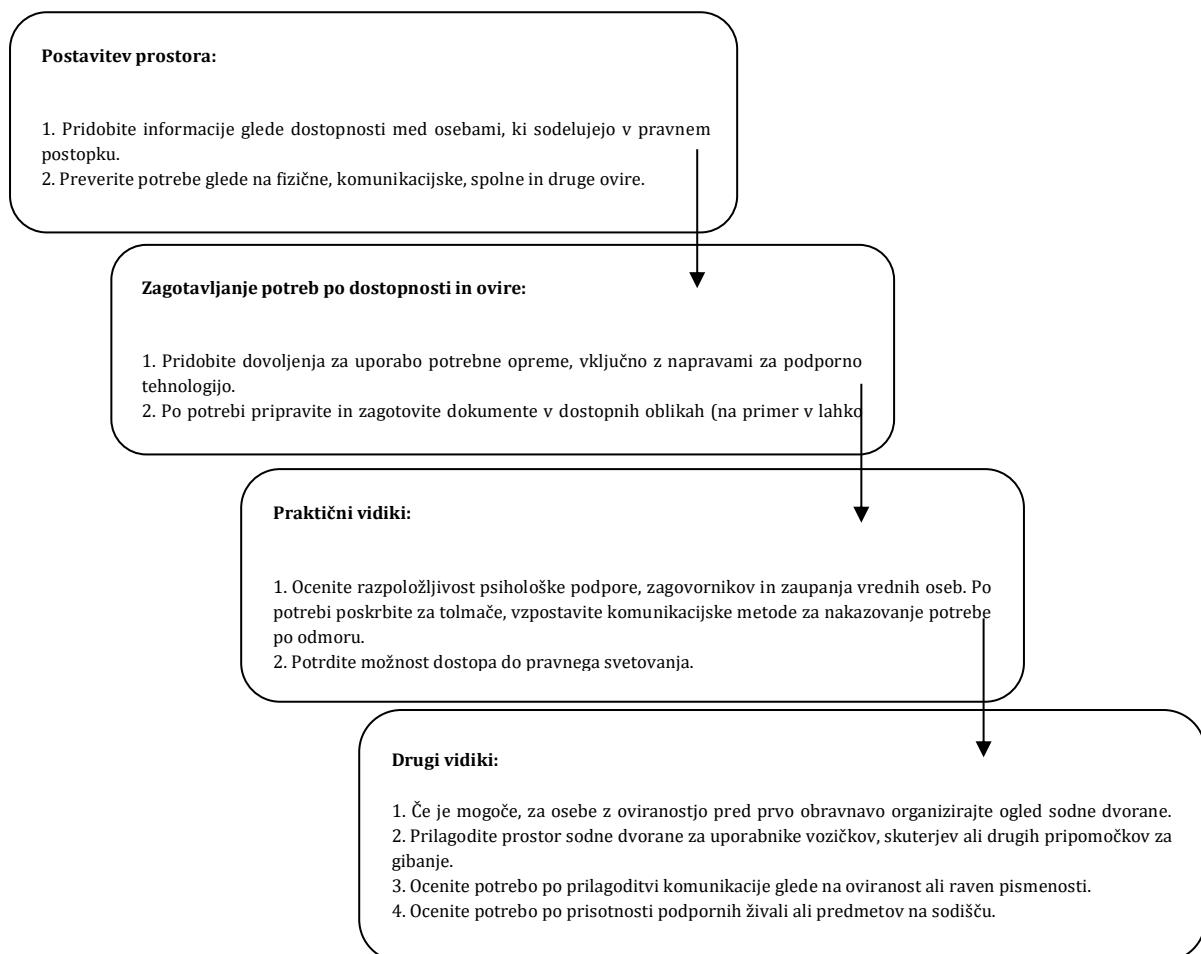 Postavitev prostora:
1. Pridobite informacije glede dostopnosti med osebami, ki sodelujejo v pravnem
postopku.
2. Preverite potrebe glede na fizične, komunikacijske, spolne in druge ovire.
Zagotavljanje potreb po dostopnosti in ovire:
1. Pridobite dovoljenja za uporabo potrebne opreme, vključno z napravami za podporno
tehnologijo.
2. Po potrebi pripravite in zagotovite dokumente v dostopnih oblikah (na primer v lahko
Praktični vidiki:
1. Ocenite razpoložljivost psihološke podpore, zagovornikov in zaupanja vrednih oseb. Po
potrebi poskrbite za tolmače, vzpostavite komunikacijske metode za nakazovanje potrebe
po odmoru.
2. Potrdite možnost dostopa do pravnega svetovanja.
Drugi vidiki:
1. Če je mogoče, za osebe z oviranostjo pred prvo obravnavo organizirajte ogled sodne dvorane.
2. Prilagodite prostor sodne dvorane za uporabnike vozičkov, skuterjev ali drugih pripomočkov za
gibanje.
3. Ocenite potrebo po prilagoditvi komunikacije glede na oviranost ali raven pismenosti.
4. Ocenite potrebo po prisotnosti podpornih živali ali predmetov na sodišču.